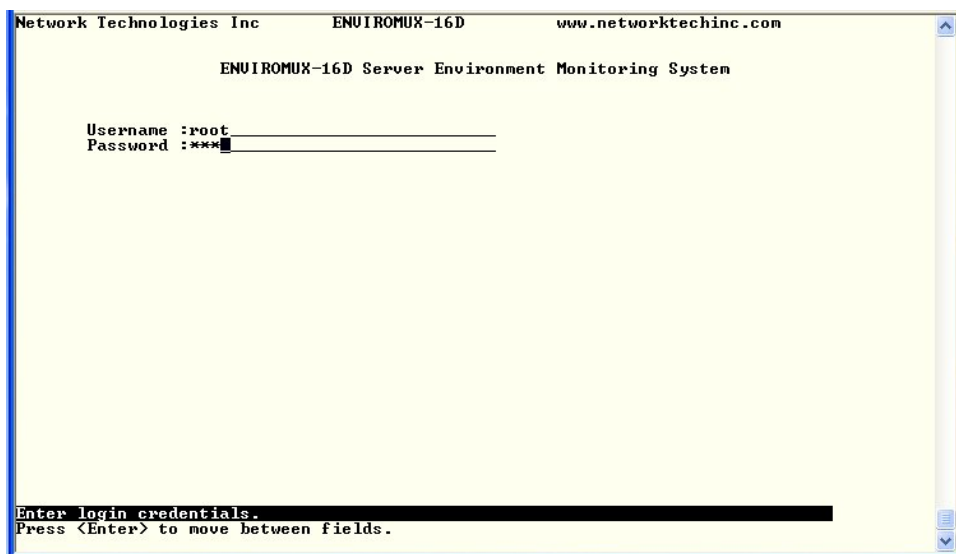 Network Technologies Inc ENVIROMUX-16D www.networktechinc.com
ENVIROMUX-16D Server Environment Monitoring System
Username :root
Password :***
Enter login credentials.
Press <Enter> to move between fields.